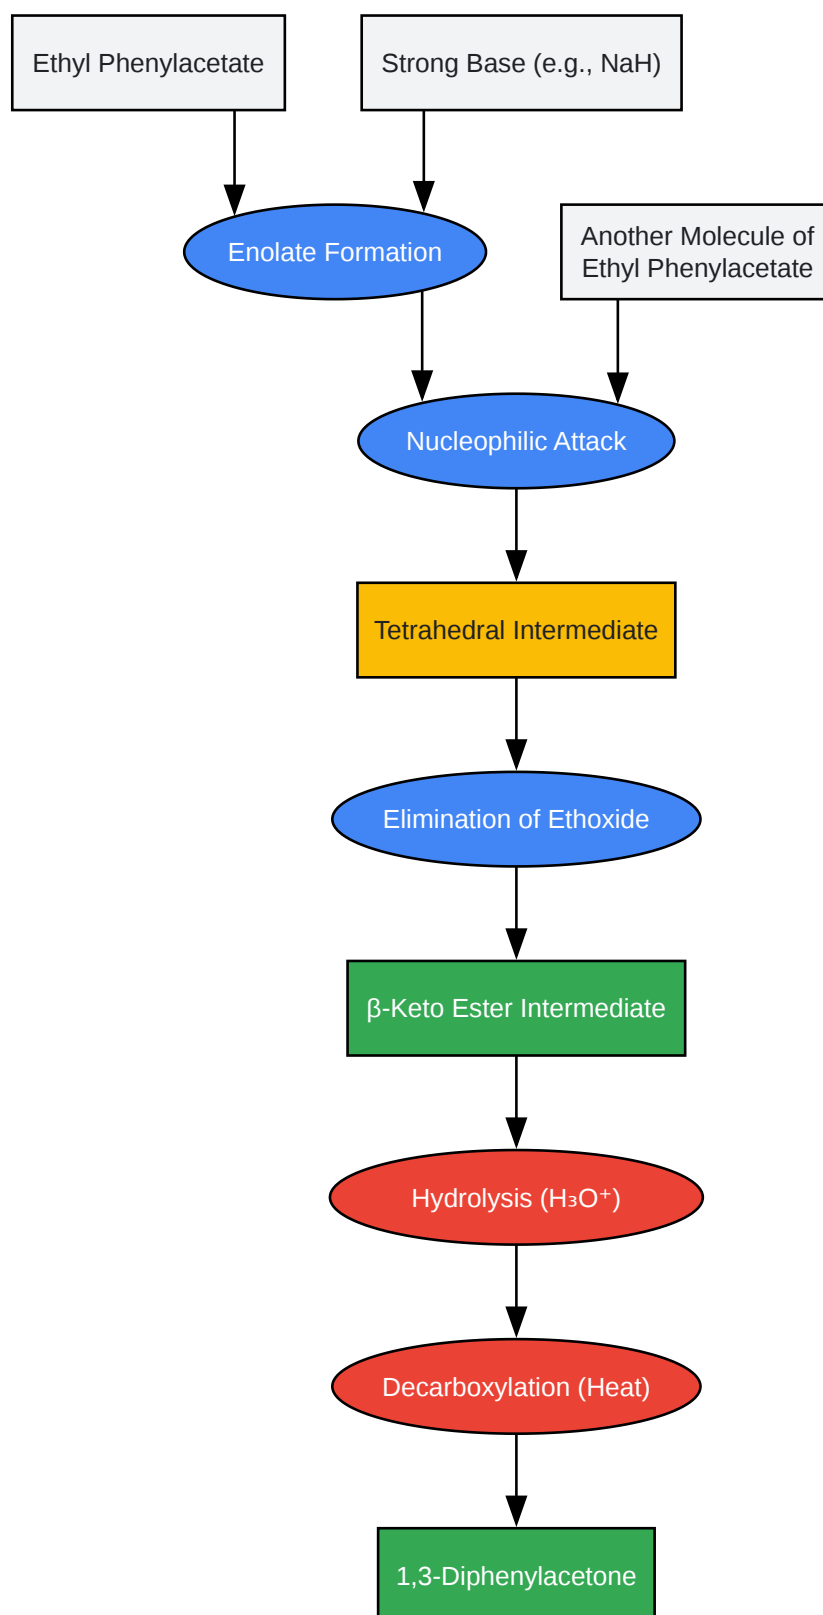 Ethyl Phenylacetate
Strong Base (e.g., NaH)
Enolate Formation
Another Molecule of
Ethyl Phenylacetate
Nucleophilic Attack
Tetrahedral Intermediate
Elimination of Ethoxide
β-Keto Ester Intermediate
Hydrolysis (H₃O⁺)
Decarboxylation (Heat)
1,3-Diphenylacetone